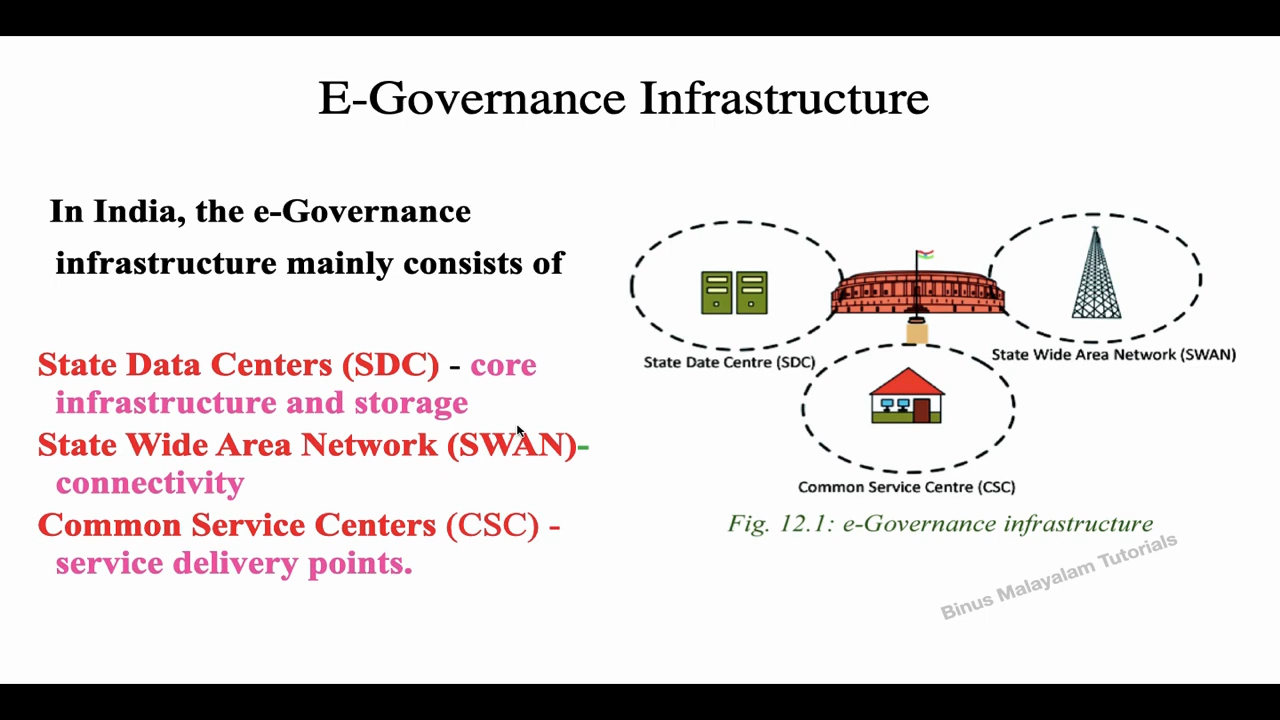 E-Governance Infrastructure
In India, the e-Governance
infrastructure mainly consists of
State Data Centers (SDC) - core
infrastructure and storage
State Wide Area Network (SWAN)-
connectivity
Common Service Centers (CSC) -
service delivery points.
State Date Centre (SDC)
State Wide Area Network (SWAN)
Common Service Centre (CSC)
Fig. 12.1: e-Governance infrastructure
Binus Malayalam Tutorials